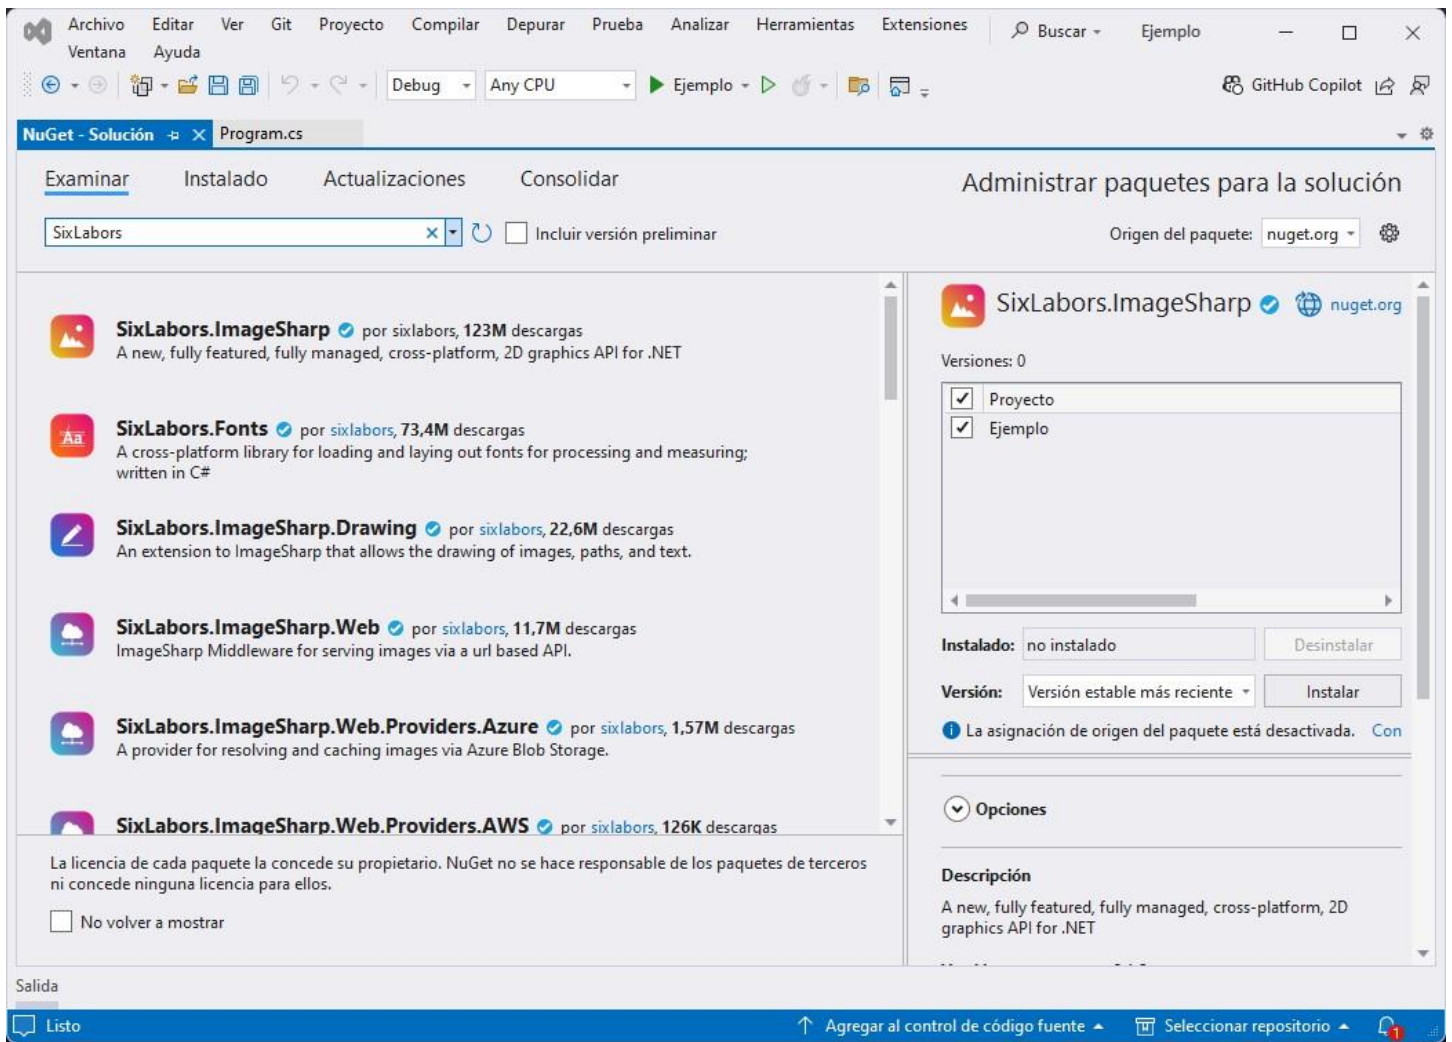 Archivo Editar Ver Git Proyecto Compilar Depurar Prueba Analizar Herramientas Extensiones Buscar Ejemplo
Ventana Ayuda
Debug Any CPU Ejemplo GitHub Copilot
NuGet - Solución Program.cs
Examinar Instalado Actualizaciones Consolidar Administrar paquetes para la solución
SixLabors Incluir versión preliminar Origen del paquete: nuget.org
SixLabors.ImageSharp por sixlabors, 123M descargas
A new, fully featured, fully managed, cross-platform, 2D graphics API for .NET
SixLabors.Fonts por sixlabors, 73,4M descargas
A cross-platform library for loading and laying out fonts for processing and measuring;
written in C#
SixLabors.ImageSharp.Drawing por sixlabors, 22,6M descargas
An extension to ImageSharp that allows the drawing of images, paths, and text.
SixLabors.ImageSharp.Web por sixlabors, 11,7M descargas
ImageSharp Middleware for serving images via a url based API.
SixLabors.ImageSharp.Web.Providers.Azure por sixlabors, 1,57M descargas
A provider for resolving and caching images via Azure Blob Storage.
SixLabors.ImageSharp.Web.Providers.AWS por sixlabors, 126K descargas
La licencia de cada paquete la concede su propietario. NuGet no se hace responsable de los paquetes de terceros
ni concede ninguna licencia para ellos.
No volver a mostrar
SixLabors.ImageSharp nuget.org
Versiones: 0
Proyecto
Ejemplo
Instalado: no instalado Desinstalar
Versión: Versión estable más reciente Instalar
La asignación de origen del paquete está desactivada. Con
Opciones
Descripción
A new, fully featured, fully managed, cross-platform, 2D
graphics API for .NET
Salida
Listo Agregar al control de código fuente Seleccionar repositorio 1